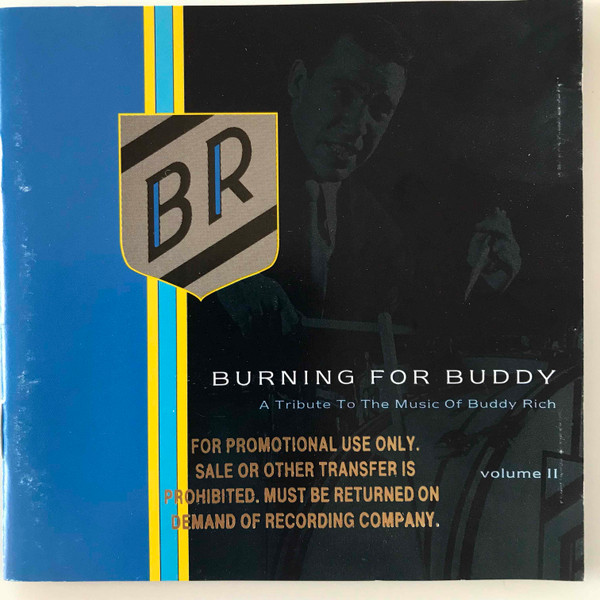 BR
BURNING FOR BUDDY
A Tribute To The Music Of Buddy Rich
FOR PROMOTIONAL USE ONLY.
SALE OR OTHER TRANSFER IS
PROHIBITED. MUST BE RETURNED ON
DEMAND OF RECORDING COMPANY.
volume II